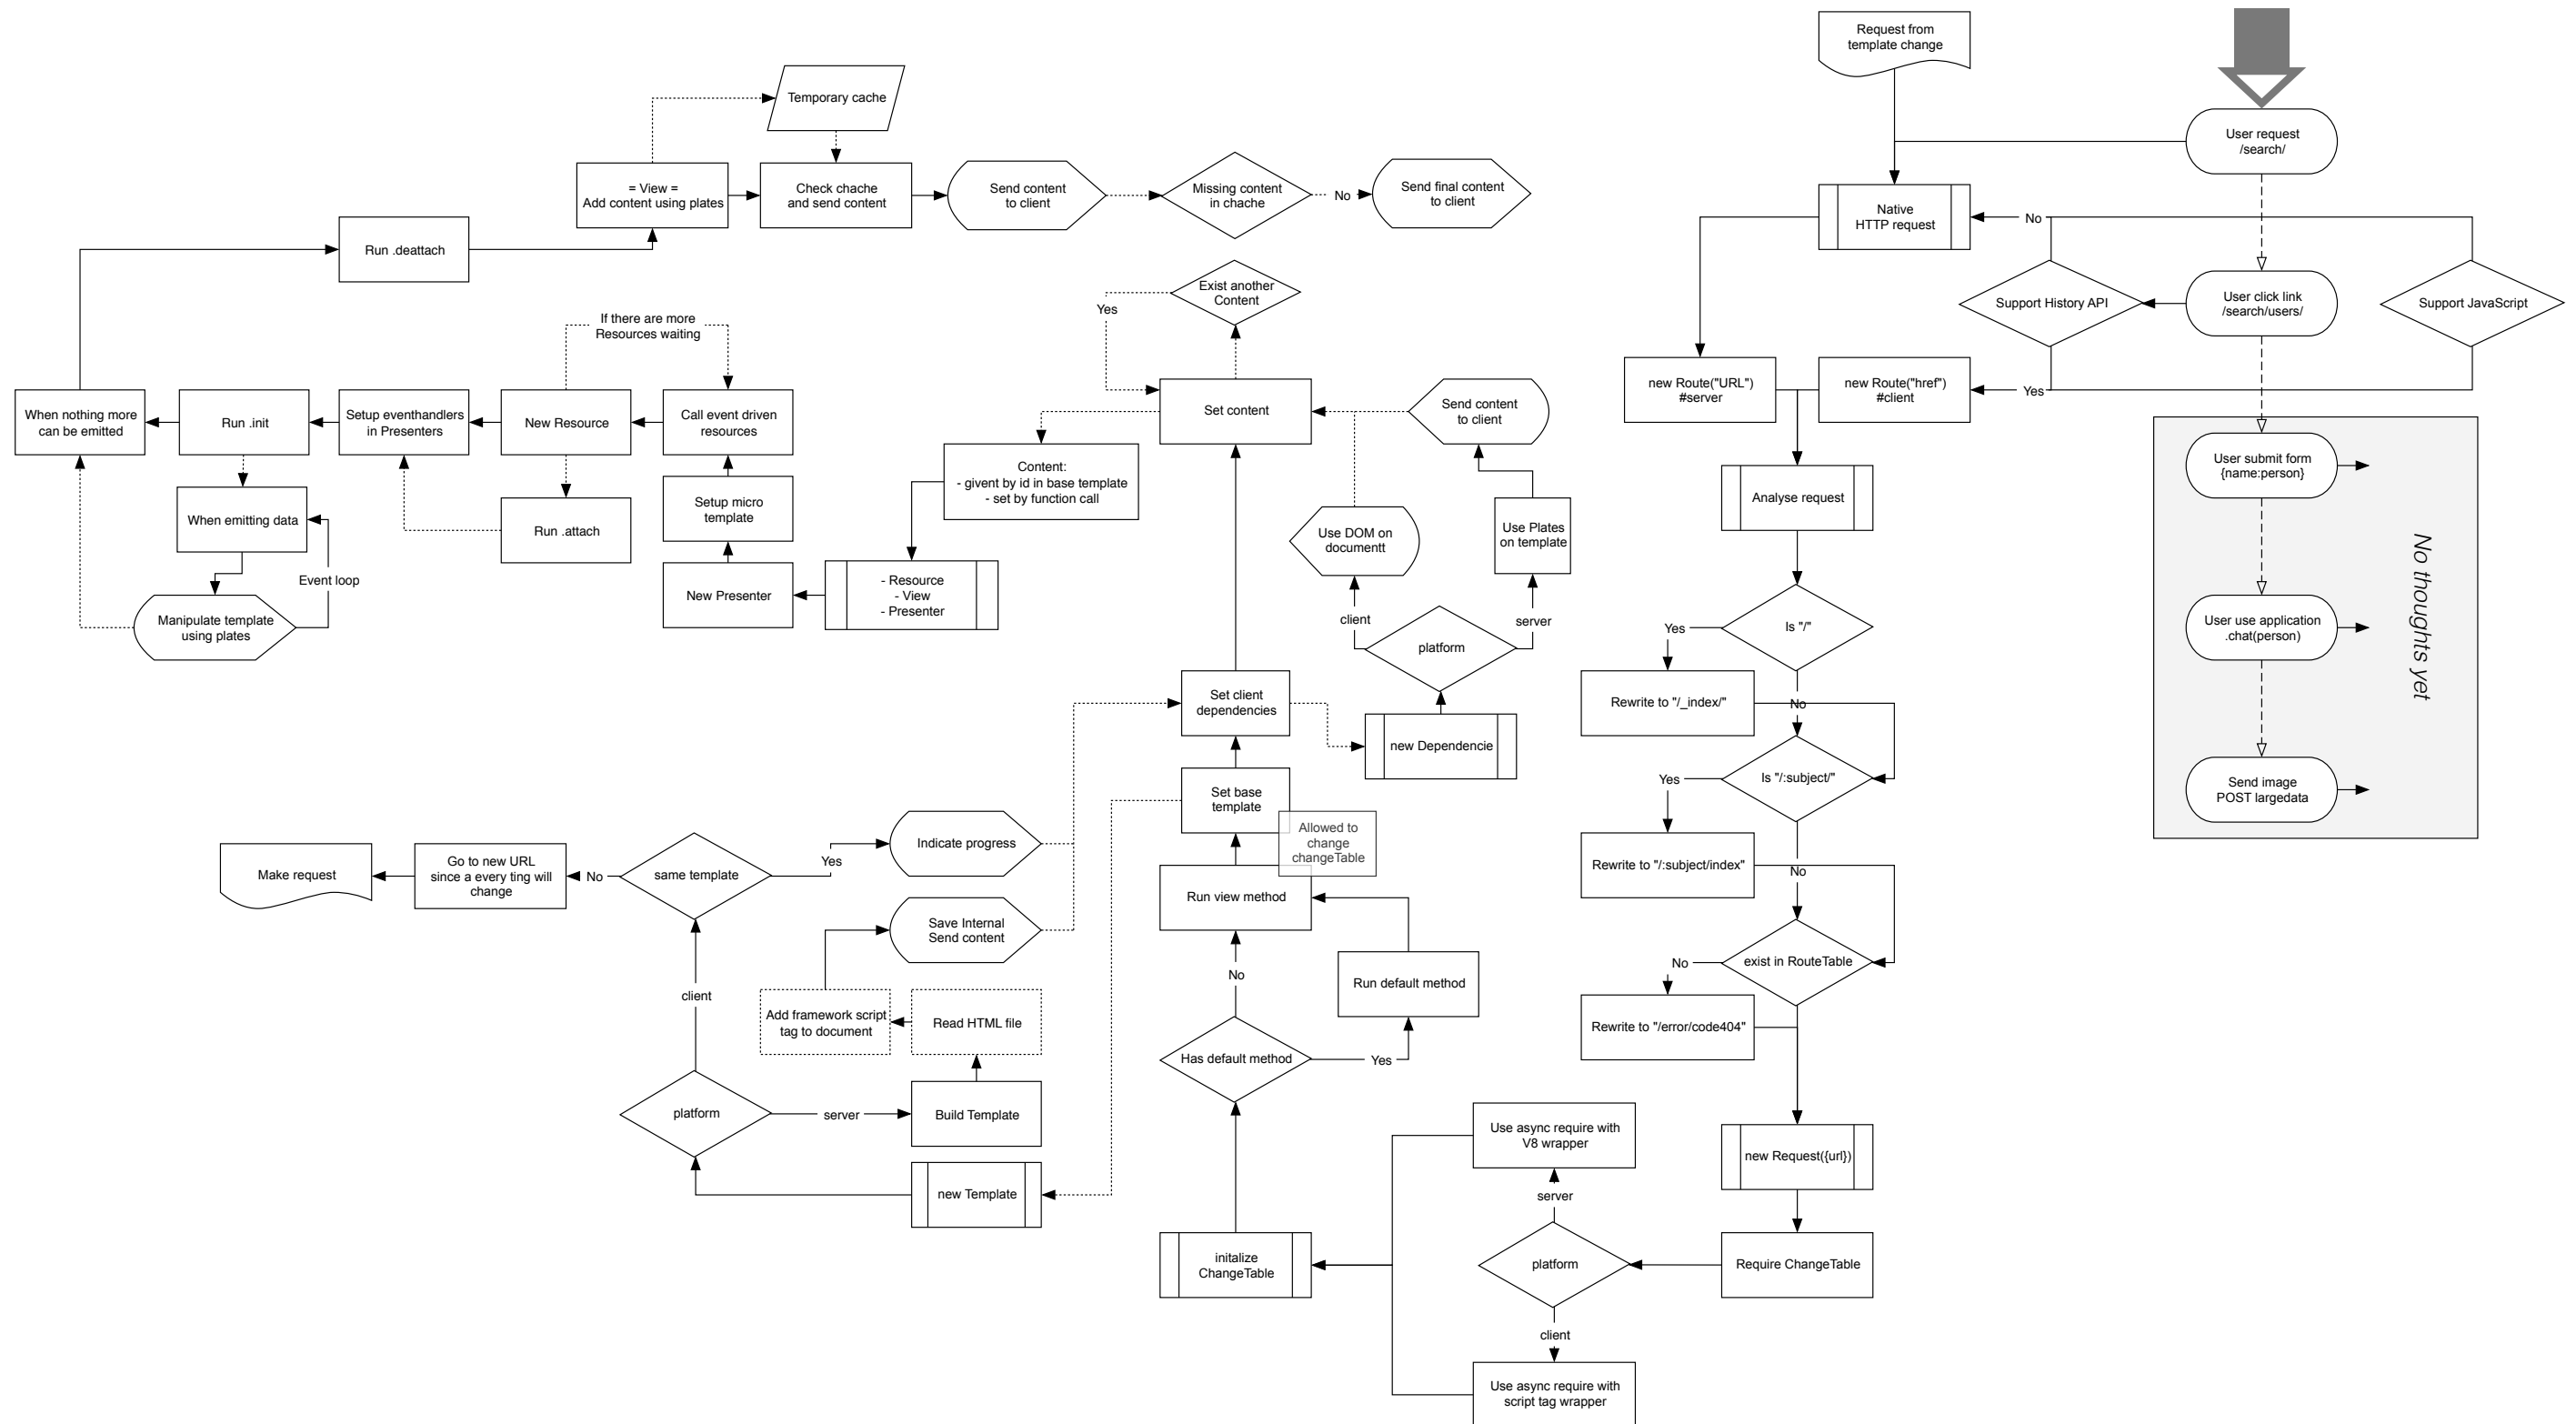 Request from
template change
User request
/search/
Temporary cache
= View =
Add content using plates
Check chache
and send content
Send content
to client
Missing content
in chache
No
Send final content
to client
Native
HTTP request
No
Run .deattach
Exist another
Content
Yes
Support History API
User click link
/search/users/
Support JavaScript
If there are more
Resources waiting
new Route("URL")
#server
new Route("href")
#client
Yes
When nothing more
can be emitted
Run .init
Setup eventhandlers
in Presenters
New Resource
Call event driven
resources
Set content
Send content
to client
User submit form
{name:person}
Content:
- givent by id in base template
- set by function call
Setup micro
template
Analyse request
When emitting data
Run .attach
Use DOM on
documentt
Use Plates
on template
No thoughts yet
Event loop
New Presenter
- Resource
- View
- Presenter
Manipulate template
using plates
client
server
platform
Yes
Is "/"
User use application
.chat(person)
Set client
dependencies
Rewrite to "/_index/"
No
new Dependencie
Yes
Is "/:subject/"
Set base
template
Send image
POST largedata
Allowed to
change
changeTable
Make request
Go to new URL
since a every ting will
change
No
same template
Yes
Indicate progress
Rewrite to "/:subject/index"
No
Run view method
Save Internal
Send content
No
exist in RouteTable
No
Run default method
client
Add framework script
tag to document
Read HTML file
Rewrite to "/error/code404"
Has default method
Yes
platform
server
Build Template
Use async require with
V8 wrapper
new Request({url})
new Template
server
initalize
ChangeTable
platform
Require ChangeTable
client
Use async require with
script tag wrapper